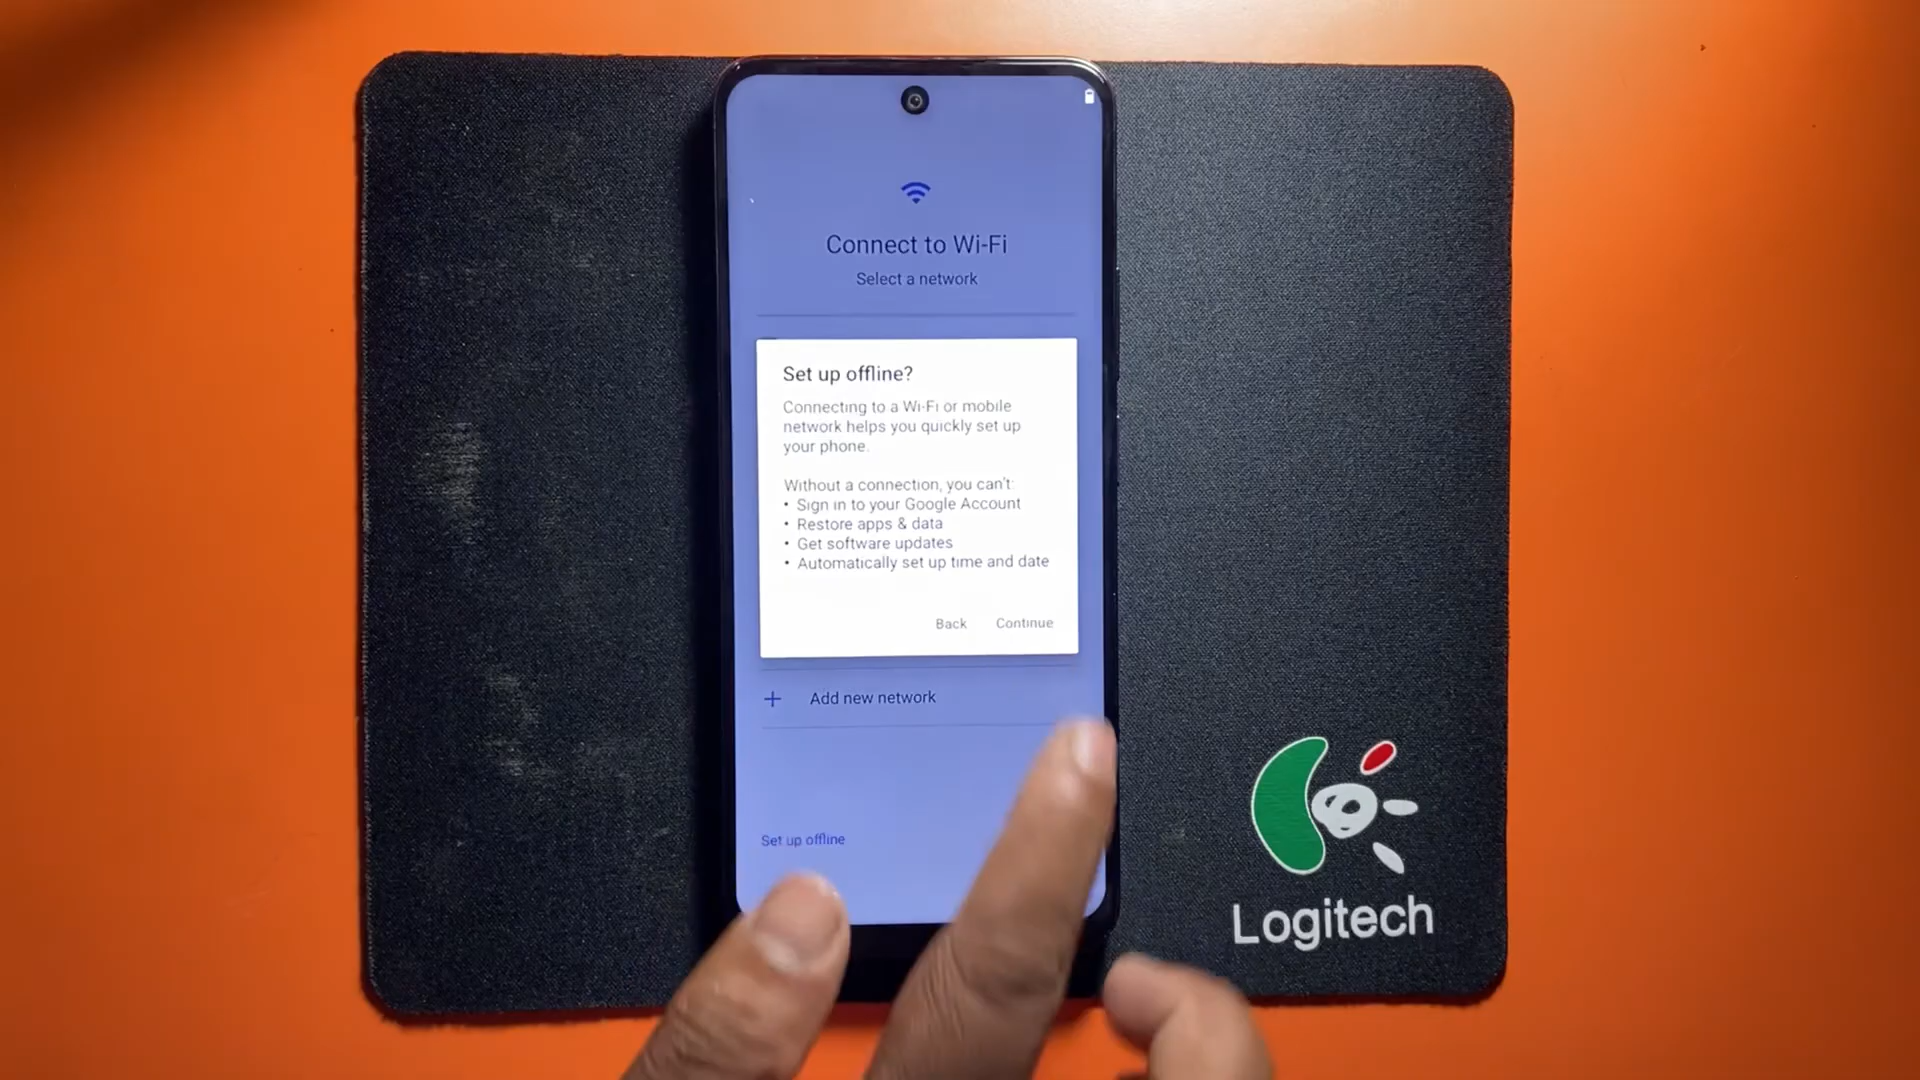 Connect to Wi-Fi
Select a network
Set up offline?
Connecting to a Wi-Fi or mobile
network helps you quickly set up
your phone.
Without a connection, you can't:
• Sign in to your Google Account
• Restore apps & data
• Get software updates
• Automatically set up time and date
Back Continue
+ Add new network
Set up offline
Logitech